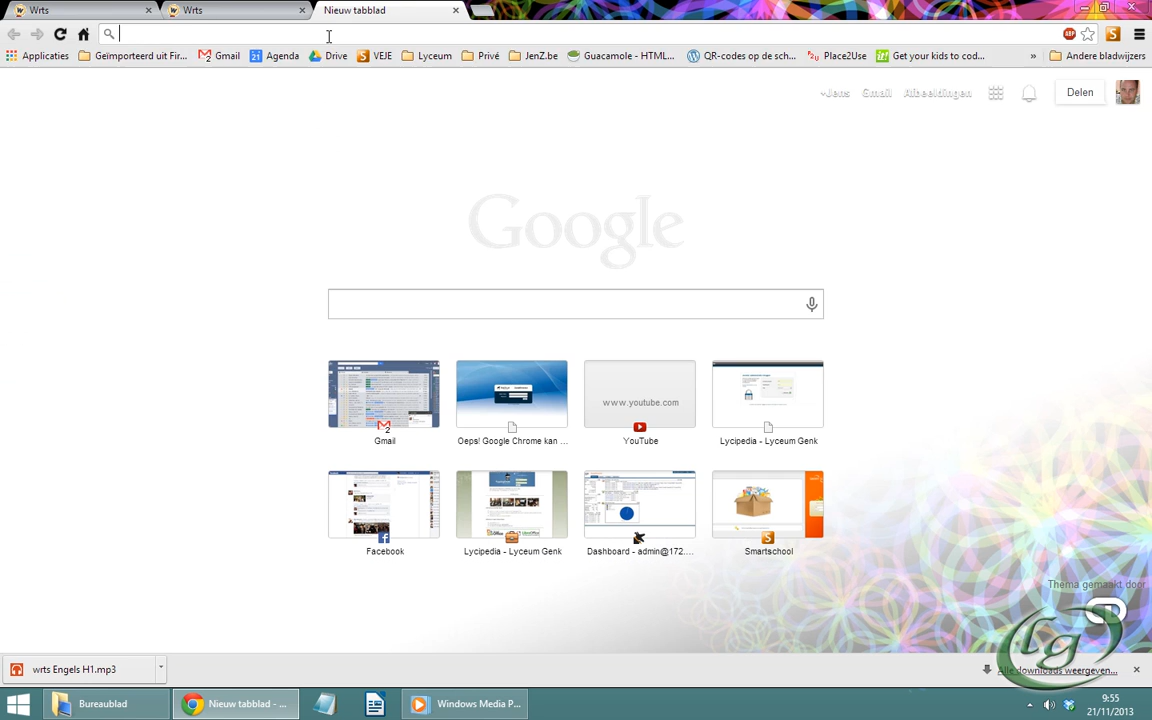 Wrts
Wrts
Nieuw tabblad
Applicaties
Geïmporteerd uit Fir...
Gmail
Agenda
Drive
VEJE
Lyceum
Privé
JenZ.be
Guacamole - HTML...
QR-codes op de sch...
Place2Use
Get your kids to cod...
»
Andere bladwijzers
+Jens
Gmail
Afbeeldingen
Delen
Google
www.youtube.com
Gmail
Oeps! Google Chrome kan ...
YouTube
Lycipedia - Lyceum Genk
Facebook
Lycipedia - Lyceum Genk
Dashboard - admin@172....
Smartschool
Thema gemaakt door
lg
wrts Engels H1.mp3
Alle downloads weergeven...
Bureaublad
Nieuw tabblad - ...
Windows Media P...
9:55
21/11/2013